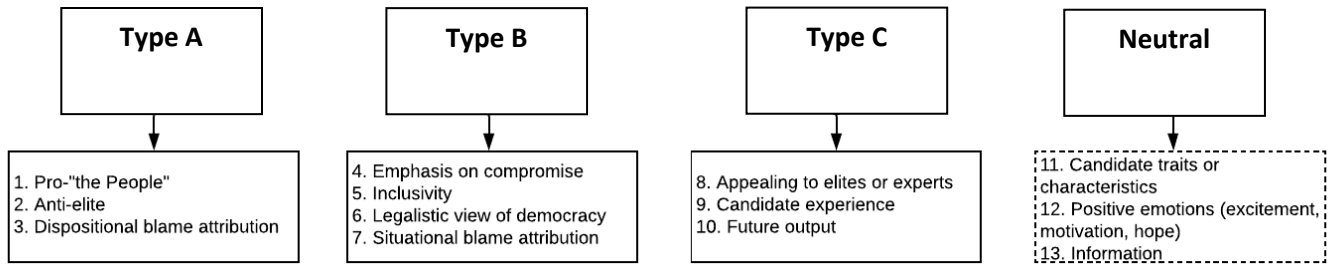 Type A
Type B
Type C
Neutral
1. Pro-"the People"
2. Anti-elite
3. Dispositional blame attribution
4. Emphasis on compromise
5. Inclusivity
6. Legalistic view of democracy
7. Situational blame attribution
8. Appealing to elites or experts
9. Candidate experience
10. Future output
11. Candidate traits or
characteristics
12. Positive emotions (excitement,
motivation, hope)
13. Information